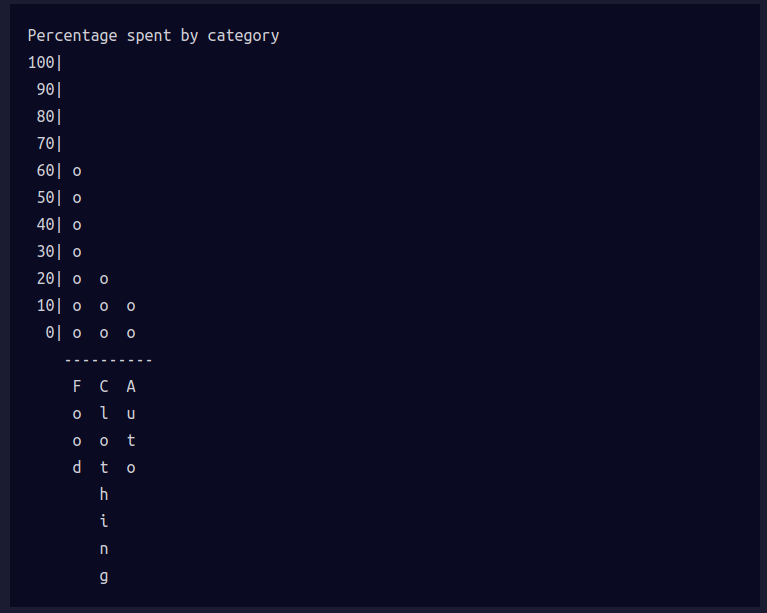 Percentage spent by category
100|
 90|
 80|
 70|
 60| o
 50| o
 40| o
 30| o
 20| o  o
 10| o  o  o
  0| o  o  o
    ----------
     F  C  A
     o  l  u
     o  o  t
     d  t  o
        h
        i
        n
        g